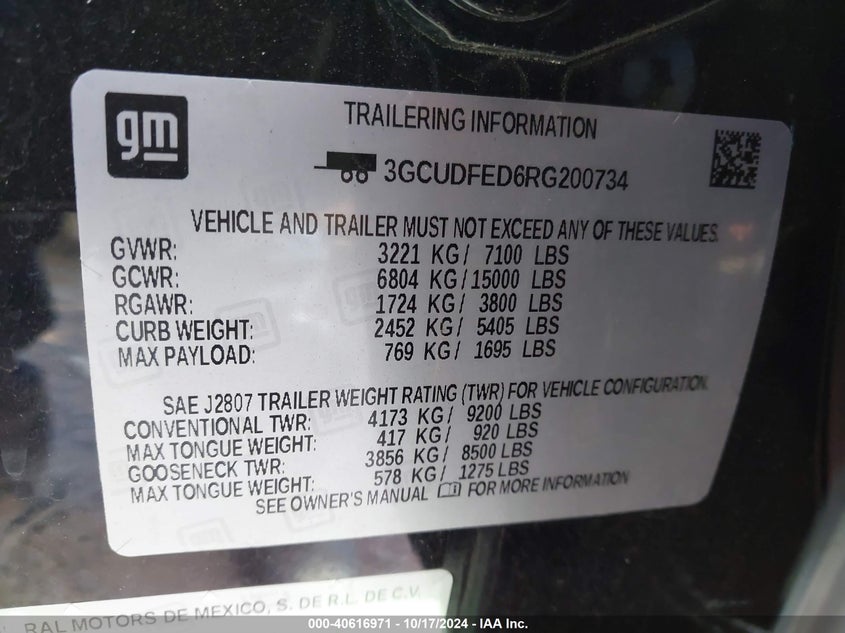 gm
TRAILERING INFORMATION
3GCUDFED6RG200734
VEHICLE AND TRAILER MUST NOT EXCEED ANY OF THESE VALUES.
GVWR: 3221 KG/ 7100 LBS
GCWR: 6804 KG/15000 LBS
RGAWR: 1724 KG/ 3800 LBS
CURB WEIGHT: 2452 KG/ 5405 LBS
MAX PAYLOAD: 769 KG/ 1695 LBS
SAE J2807 TRAILER WEIGHT RATING (TWR) FOR VEHICLE CONFIGURATION.
CONVENTIONAL TWR: 4173 KG/ 9200 LBS
MAX TONGUE WEIGHT: 417 KG/ 920 LBS
GOOSENECK TWR: 3856 KG/ 8500 LBS
MAX TONGUE WEIGHT: 578 KG/ 1275 LBS
SEE OWNER'S MANUAL FOR MORE INFORMATION
RAL MOTORS DE MEXICO, S. DE R.L. DE C.V.
000-40616971 - 10/17/2024 - IAA Inc.